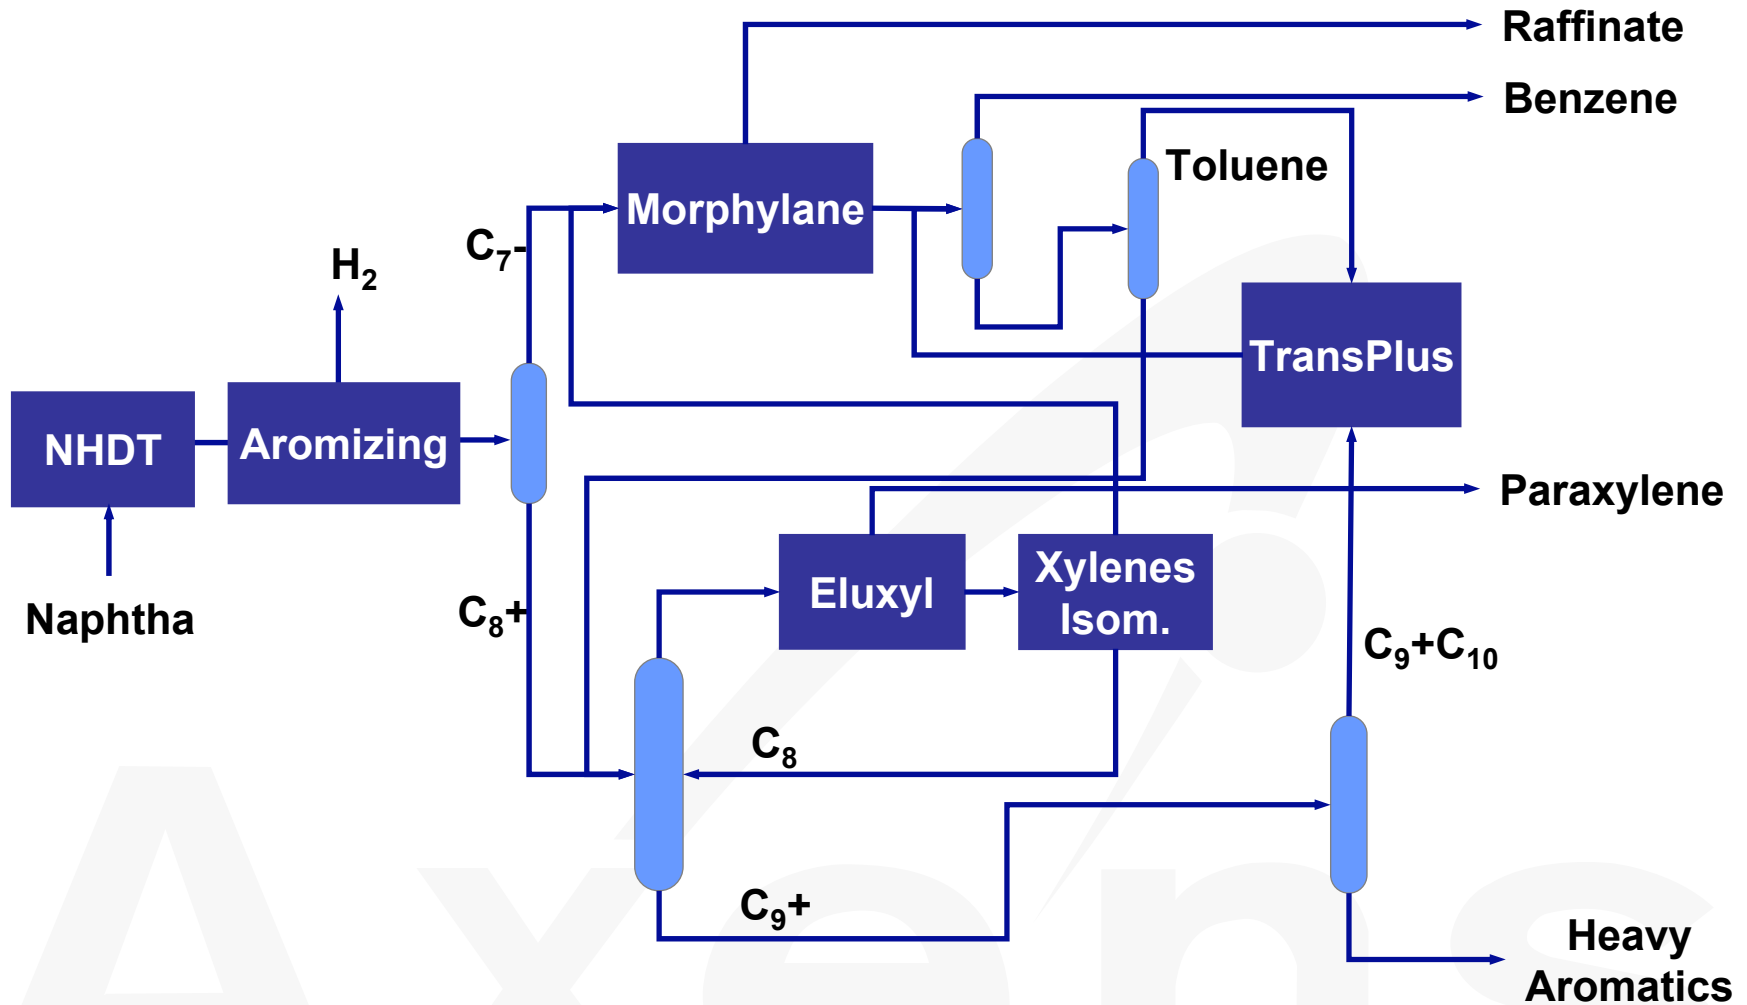 Raffinate
Benzene
Toluene
Morphylane
C₇-
H₂
TransPlus
NHDT
Aromizing
Paraxylene
Eluxyl
Xylenes
Isom.
Naphtha
C₈+
C₉+C₁₀
C₈
C₉+
Heavy
Aromatics
Axens